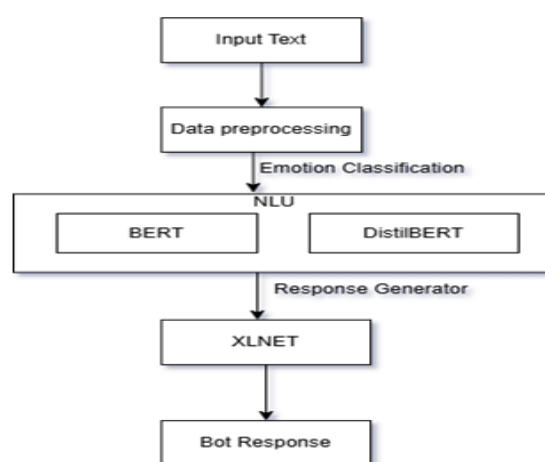 Input Text
Data preprocessing
Emotion Classification
NLU
BERT
DistilBERT
Response Generator
XLNET
Bot Response